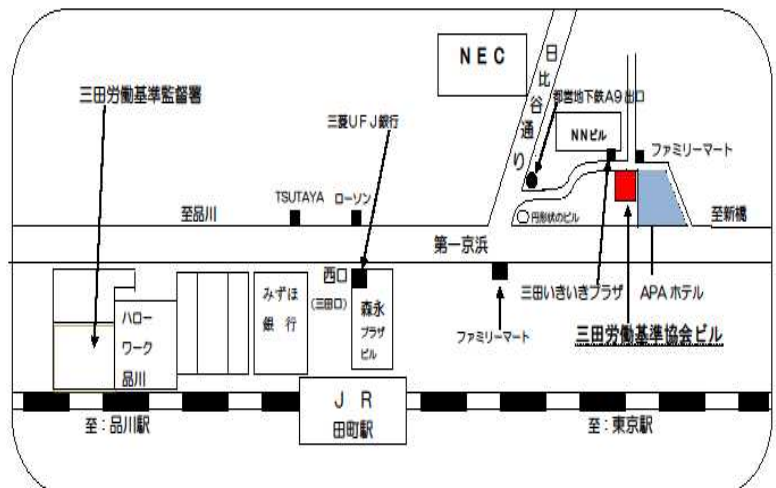 NEC
日比谷通り
三田労働基準監督署
都営地下鉄A9出口
三菱UFJ銀行
NNビル
ファミリーマート
TSUTAYA ローソン
至品川
円形状のビル
至新橋
第一京浜
西口
(三田口)
みずほ
銀 行
森永
プラザ
ビル
三田いきいきプラザ
APAホテル
ハロー
ワーク
品川
ファミリーマート
三田労働基準協会ビル
JR
田町駅
至:品川駅
至:東京駅